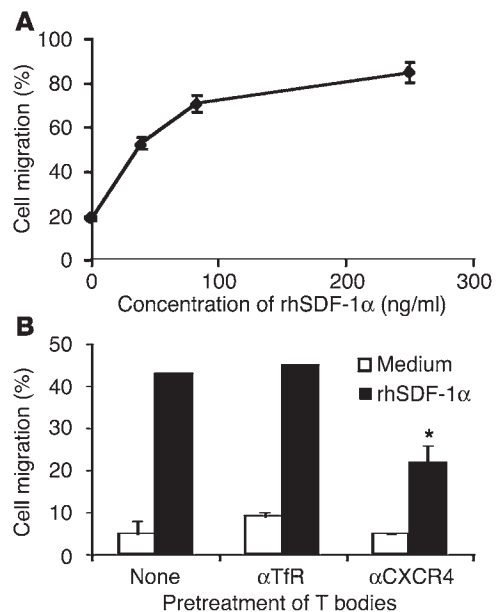 A
Cell migration (%)
100
80
60
40
20
0
0 100 200 300
Concentration of rhSDF-1α (ng/ml)
B
Cell migration (%)
50
40
30
20
10
0
Medium
rhSDF-1α
*
None αTfR αCXCR4
Pretreatment of T bodies